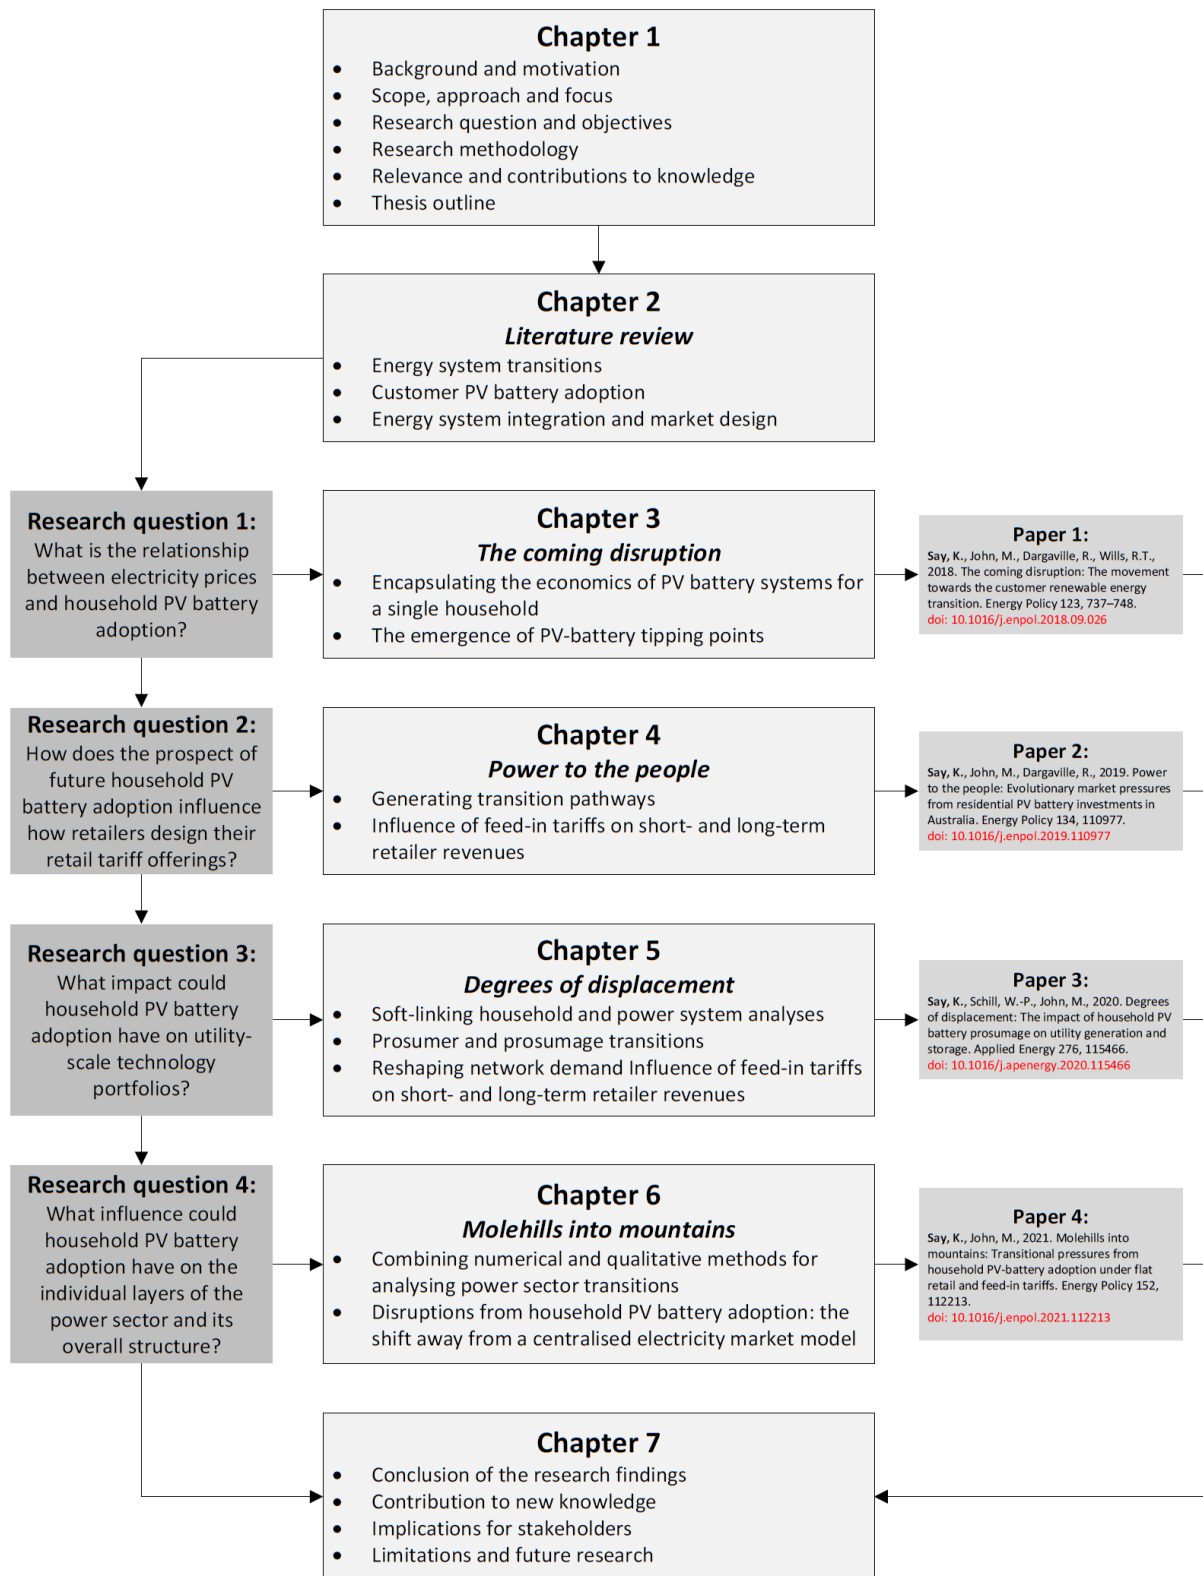 Chapter 1
• Background and motivation
• Scope, approach and focus
• Research question and objectives
• Research methodology
• Relevance and contributions to knowledge
• Thesis outline
Chapter 2
Literature review
• Energy system transitions
• Customer PV battery adoption
• Energy system integration and market design
Research question 1:
What is the relationship
between electricity prices
and household PV battery
adoption?
Chapter 3
The coming disruption
• Encapsulating the economics of PV battery systems for
a single household
• The emergence of PV-battery tipping points
Paper 1:
Say, K., John, M., Dargaville, R., Wills, R.T.,
2018. The coming disruption: The movement
towards the customer renewable energy
transition. Energy Policy 123, 737–748.
doi: 10.1016/j.enpol.2018.09.026
Research question 2:
How does the prospect of
future household PV
battery adoption influence
how retailers design their
retail tariff offerings?
Chapter 4
Power to the people
• Generating transition pathways
• Influence of feed-in tariffs on short- and long-term
retailer revenues
Paper 2:
Say, K., John, M., Dargaville, R., 2019. Power
to the people: Evolutionary market pressures
from residential PV battery investments in
Australia. Energy Policy 134, 110977.
doi: 10.1016/j.enpol.2019.110977
Research question 3:
What impact could
household PV battery
adoption have on utility-
scale technology
portfolios?
Chapter 5
Degrees of displacement
• Soft-linking household and power system analyses
• Prosumer and prosumage transitions
• Reshaping network demand Influence of feed-in tariffs
on short- and long-term retailer revenues
Paper 3:
Say, K., Schill, W.-P., John, M., 2020. Degrees
of displacement: The impact of household PV
battery prosumage on utility generation and
storage. Applied Energy 276, 115466.
doi: 10.1016/j.apenergy.2020.115466
Research question 4:
What influence could
household PV battery
adoption have on the
individual layers of the
power sector and its
overall structure?
Chapter 6
Molehills into mountains
• Combining numerical and qualitative methods for
analysing power sector transitions
• Disruptions from household PV battery adoption: the
shift away from a centralised electricity market model
Paper 4:
Say, K., John, M., 2021. Molehills into
mountains: Transitional pressures from
household PV-battery adoption under flat
retail and feed-in tariffs. Energy Policy 152,
112213.
doi: 10.1016/j.enpol.2021.112213
Chapter 7
• Conclusion of the research findings
• Contribution to new knowledge
• Implications for stakeholders
• Limitations and future research